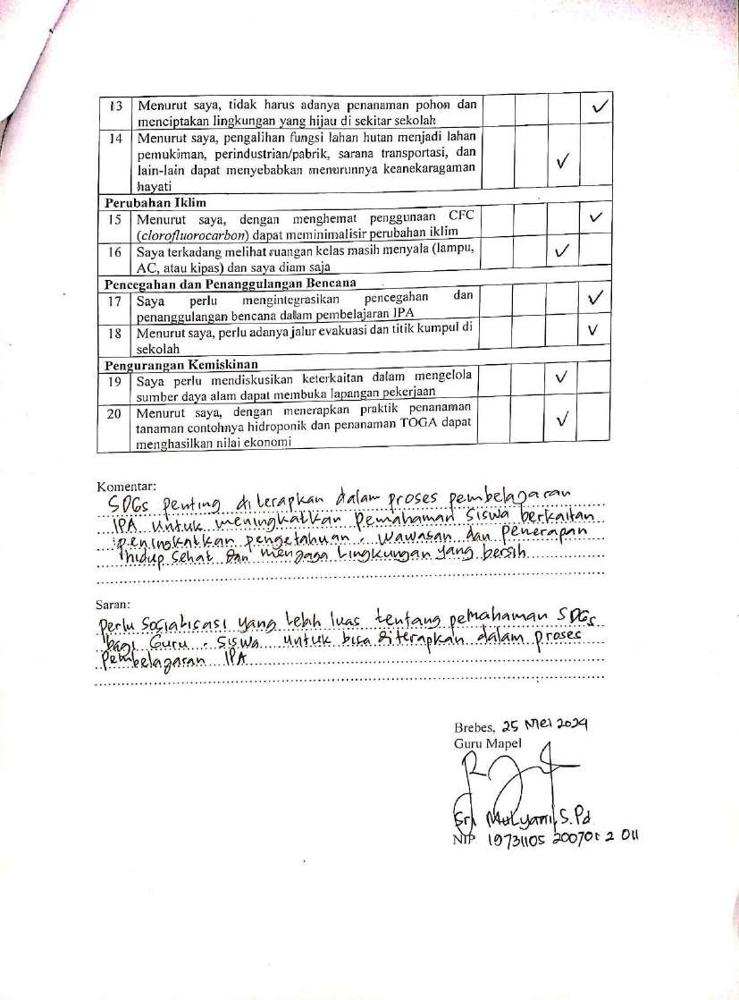 13 Menurut saya, tidak harus adanya penanaman pohon dan
menciptakan lingkungan yang hijau di sekitar sekolah ✓
14 Menurut saya, pengalihan fungsi lahan hutan menjadi lahan
pemukiman, perindustrian/pabrik, sarana transportasi, dan
lain-lain dapat menyebabkan menurunnya keanekaragaman
hayati ✓
Perubahan Iklim
15 Menurut saya, dengan menghemat penggunaan CFC
(clorofluorocarbon) dapat meminimalisir perubahan iklim ✓
16 Saya terkadang melihat ruangan kelas masih menyala (lampu,
AC, atau kipas) dan saya diam saja ✓
Pencegahan dan Penanggulangan Bencana
17 Saya perlu mengintegrasikan pencegahan dan
penanggulangan bencana dalam pembelajaran IPA ✓
18 Menurut saya, perlu adanya jalur evakuasi dan titik kumpul di
sekolah ✓
Pengurangan Kemiskinan
19 Saya perlu mendiskusikan keterkaitan dalam mengelola
sumber daya alam dapat membuka lapangan pekerjaan ✓
20 Menurut saya, dengan menerapkan praktik penanaman
tanaman contohnya hidroponik dan penanaman TOGA dapat
menghasilkan nilai ekonomi ✓
Komentar:
SDGs penting diterapkan dalam proses pembelajaran
IPA untuk meningkatkan pemahaman siswa berkaitan
peningkatkan pengetahuan, wawasan dan penerapan
hidup sehat dan menjaga lingkungan yang bersih
Saran:
Perlu sosialisasi yang lebih luas tentang pemahaman SDGs
bagi Guru, siswa untuk bisa diterapkan dalam proses
Pembelajaran IPA
Brebes, 25 Mei 2024
Guru Mapel
Sri Mulyani, S.Pd
NIP 19731105 200701 2 011